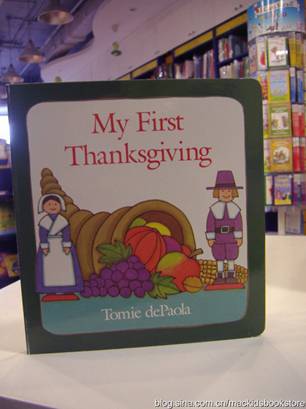 My First
Thanksgiving
Tomie dePaola
blog.sina.com.cn/mackidsbookstore